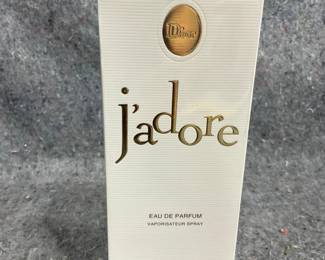 Dior
j'adore
EAU DE PARFUM
VAPORISATEUR SPRAY